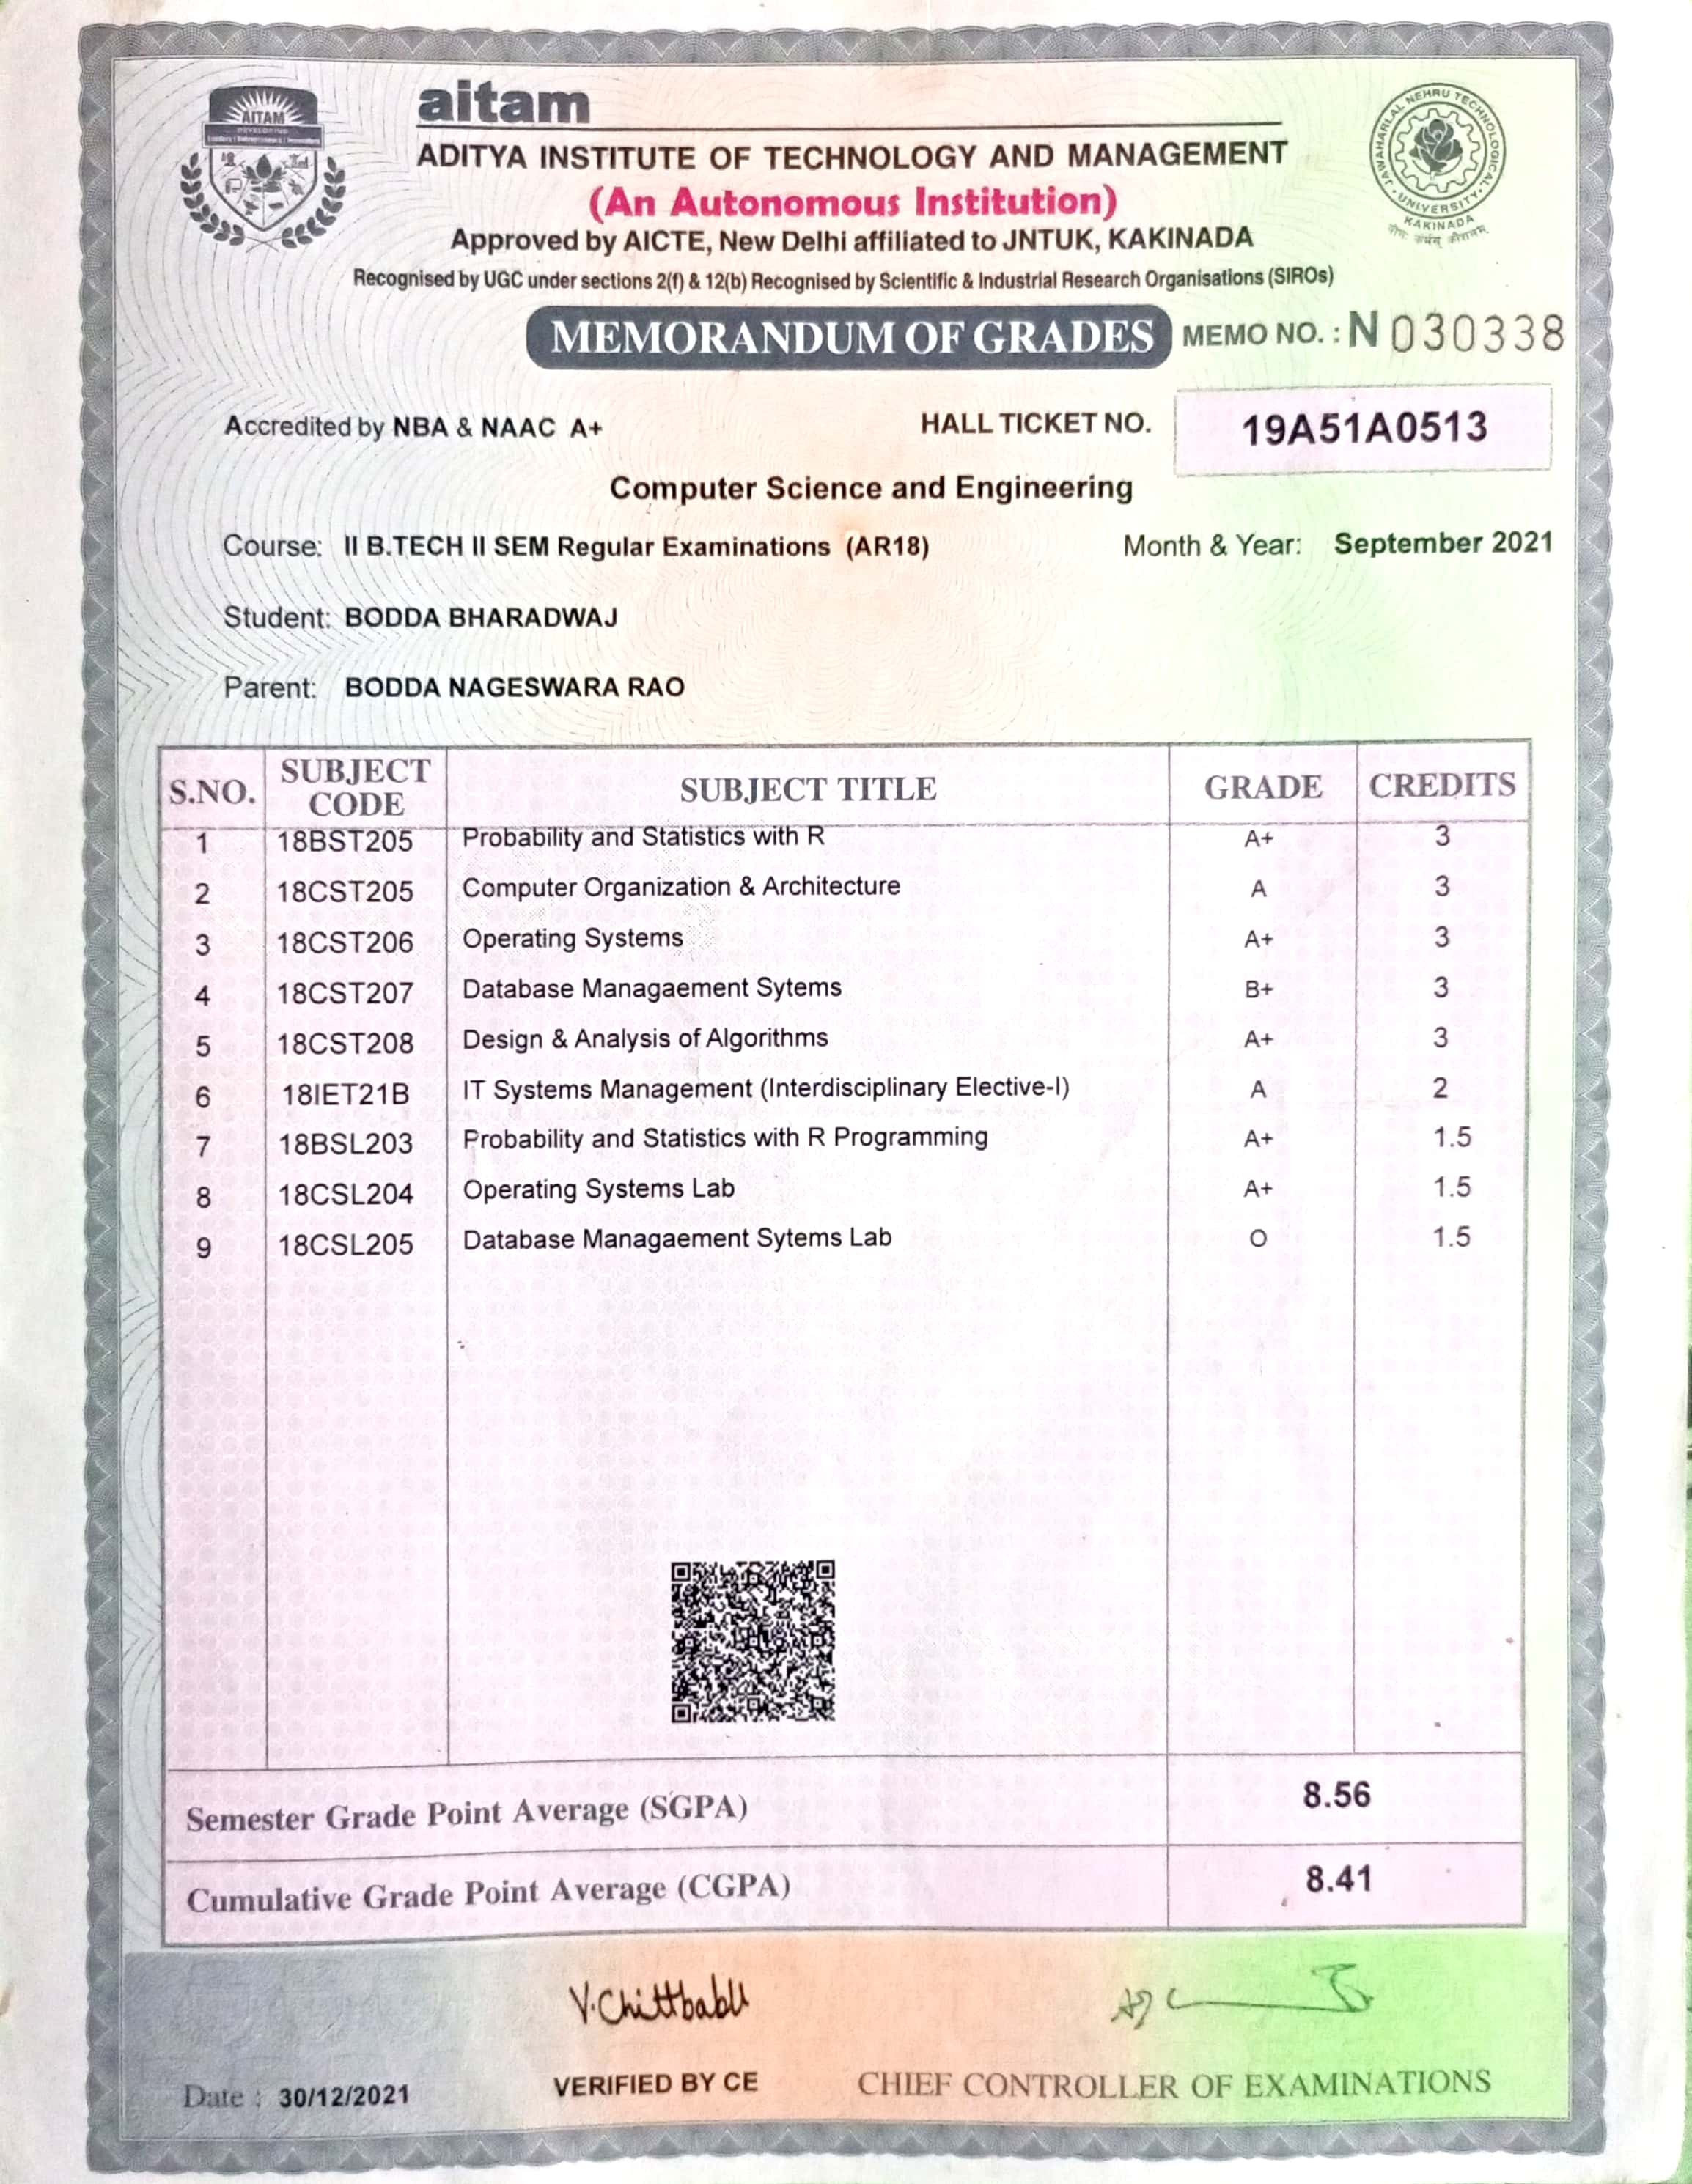 AITAM
DEVELOPING
aitam
ADITYA INSTITUTE OF TECHNOLOGY AND MANAGEMENT
(An Autonomous Institution)
Approved by AICTE, New Delhi affiliated to JNTUK, KAKINADA
Recognised by UGC under sections 2(f) & 12(b) Recognised by Scientific & Industrial Research Organisations (SIROs)
JAWAHARLAL NEHRU TECHNOLOGICAL UNIVERSITY
KAKINADA
MEMORANDUM OF GRADES MEMO NO. : N 030338
Accredited by NBA & NAAC A+ HALL TICKET NO. 19A51A0513
Computer Science and Engineering
Course: II B.TECH II SEM Regular Examinations (AR18) Month & Year: September 2021
Student: BODDA BHARADWAJ
Parent: BODDA NAGESWARA RAO
S.NO. SUBJECT CODE SUBJECT TITLE GRADE CREDITS
1 18BST205 Probability and Statistics with R A+ 3
2 18CST205 Computer Organization & Architecture A 3
3 18CST206 Operating Systems A+ 3
4 18CST207 Database Managaement Sytems B+ 3
5 18CST208 Design & Analysis of Algorithms A+ 3
6 18IET21B IT Systems Management (Interdisciplinary Elective-I) A 2
7 18BSL203 Probability and Statistics with R Programming A+ 1.5
8 18CSL204 Operating Systems Lab A+ 1.5
9 18CSL205 Database Managaement Sytems Lab O 1.5
Semester Grade Point Average (SGPA) 8.56
Cumulative Grade Point Average (CGPA) 8.41
V.Chittbabu
Date : 30/12/2021 VERIFIED BY CE CHIEF CONTROLLER OF EXAMINATIONS